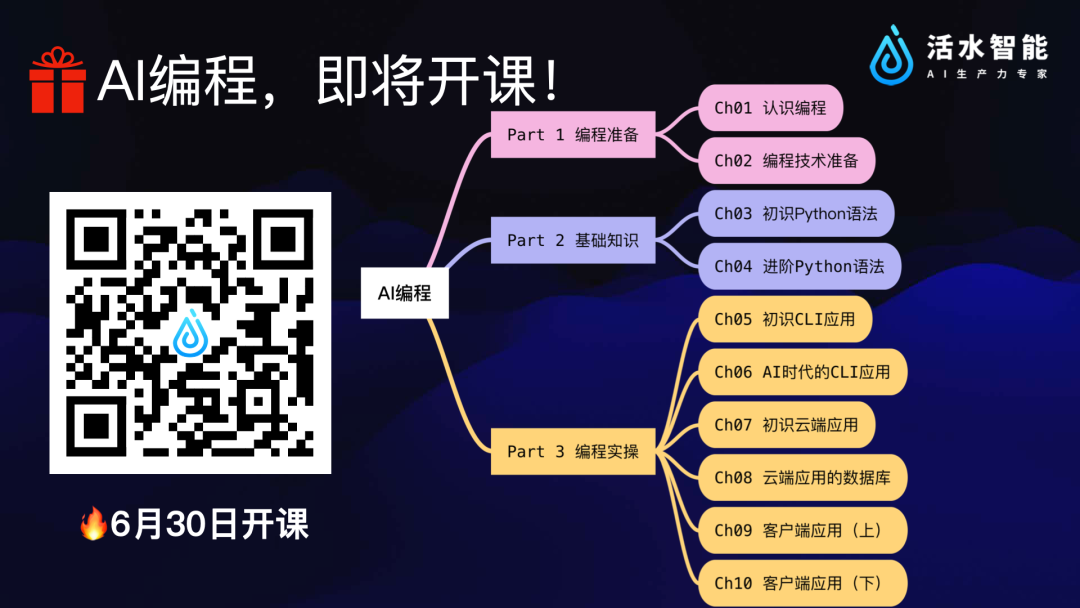 AI编程，即将开课！
活水智能
AI生产力专家
AI编程
Part 1 编程准备
Ch01 认识编程
Ch02 编程技术准备
Part 2 基础知识
Ch03 初识Python语法
Ch04 进阶Python语法
Part 3 编程实操
Ch05 初识CLI应用
Ch06 AI时代的CLI应用
Ch07 初识云端应用
Ch08 云端应用的数据库
Ch09 客户端应用（上）
Ch10 客户端应用（下）
6月30日开课